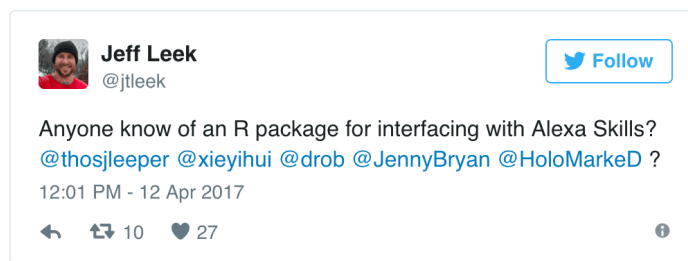 Jeff Leek
@jtleek
Follow
Anyone know of an R package for interfacing with Alexa Skills?
@thosjleeper @xieyihui @drob @JennyBryan @HoloMarkeD ?
12:01 PM - 12 Apr 2017
10 27